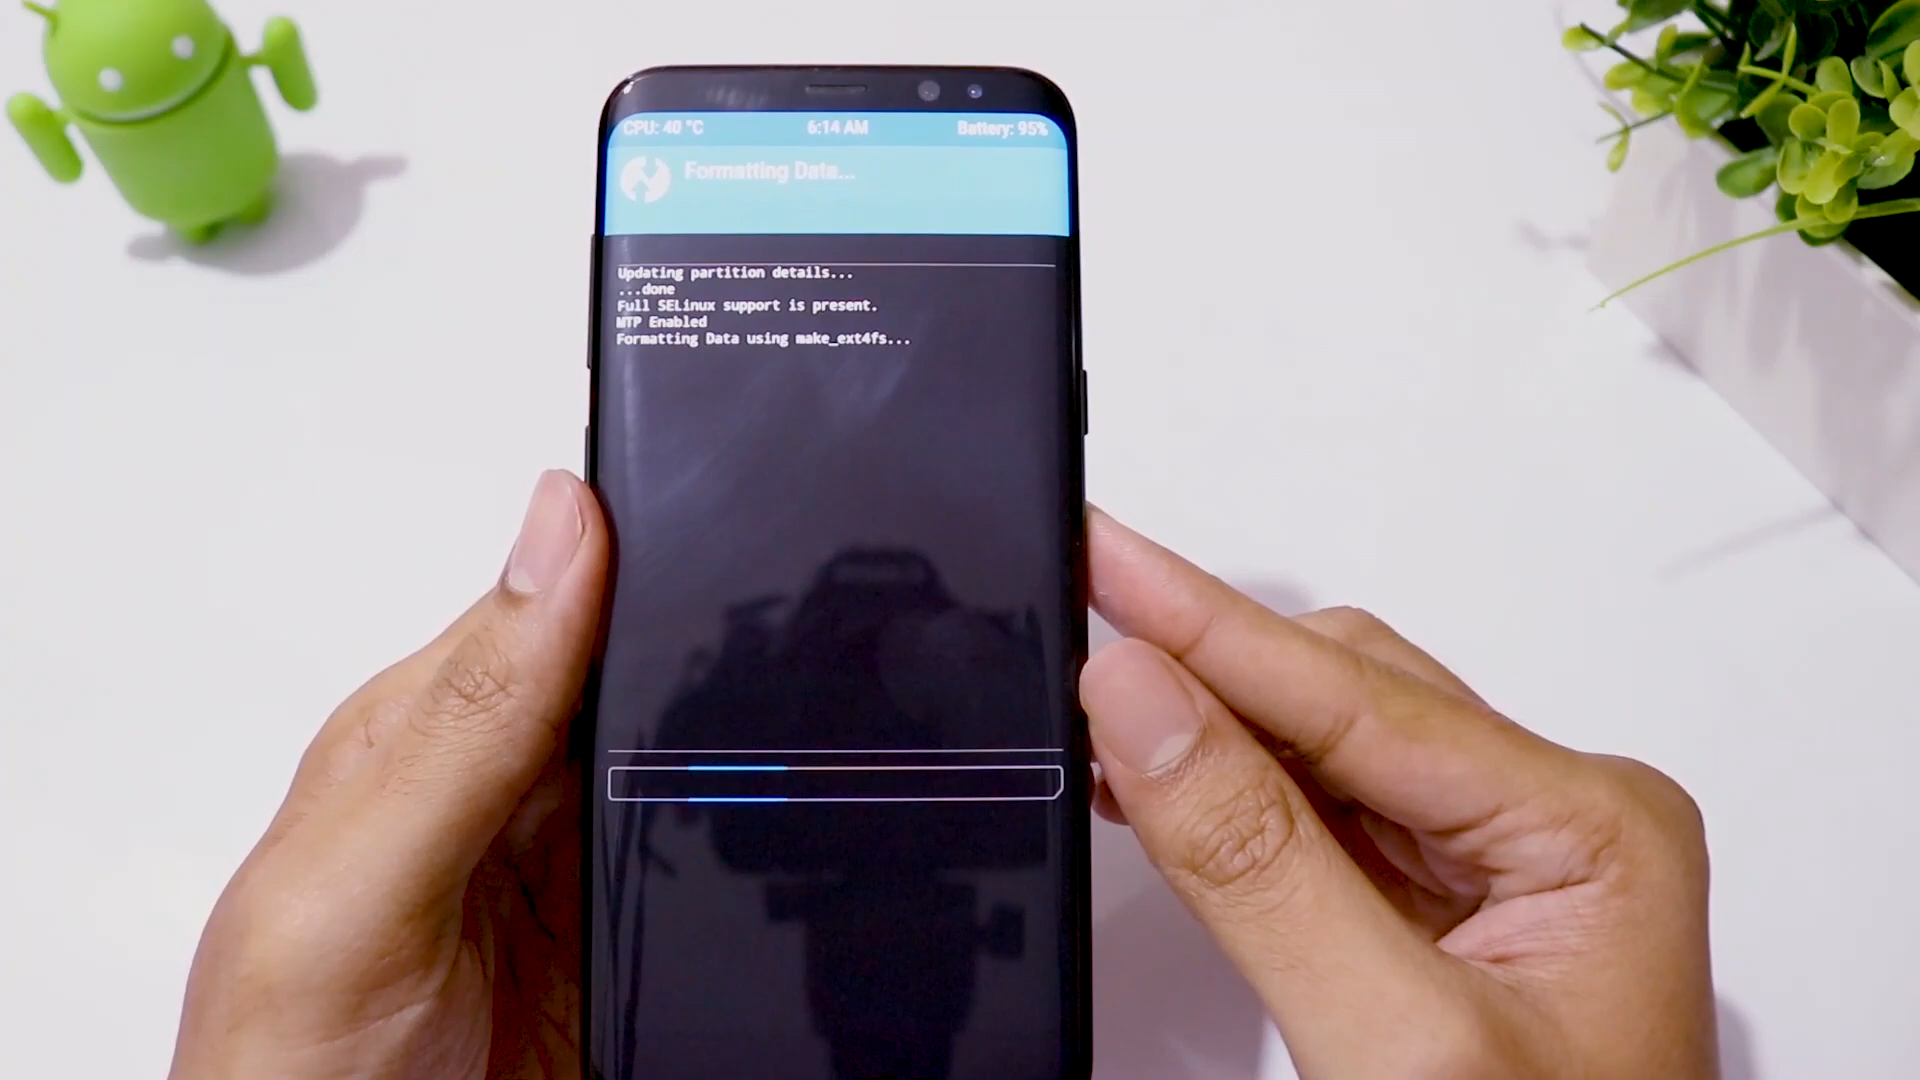 CPU: 40 °C 6:14 AM Battery: 95%
Formatting Data...
Updating partition details...
...done
Full SELinux support is present.
MTP Enabled
Formatting Data using make_ext4fs...